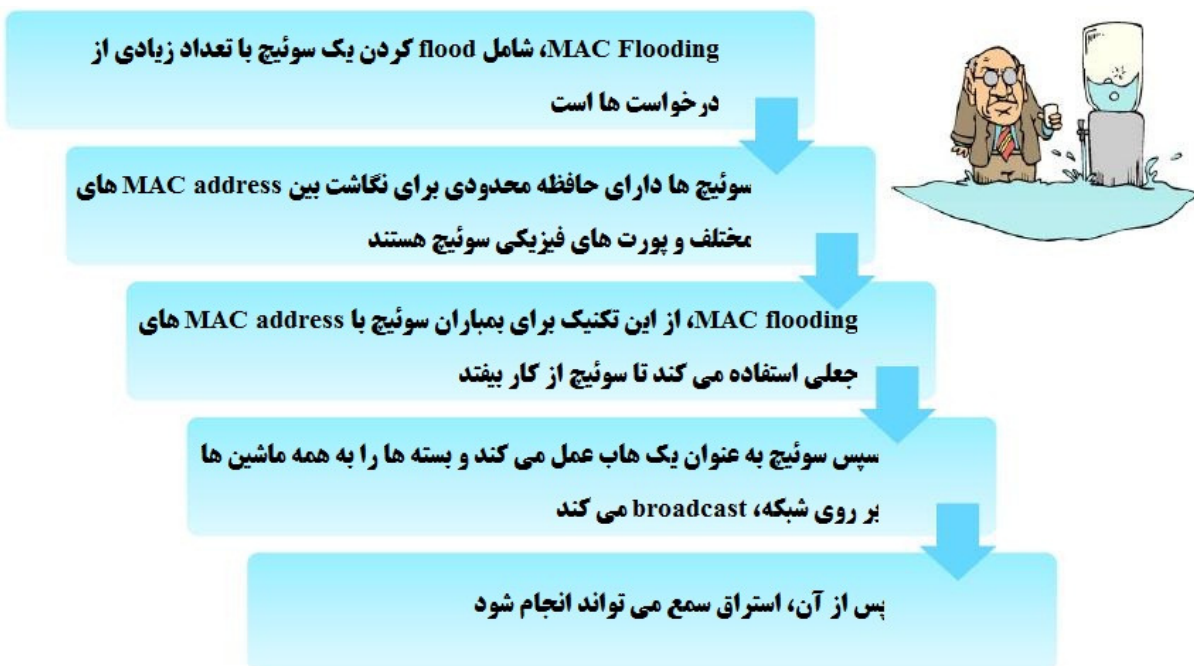 MAC Flooding، شامل flood کردن یک سوئیچ با تعداد زیادی از
درخواست ها است
سوئیچ ها دارای حافظه محدودی برای نگاشت بین MAC address های
مختلف و پورت های فیزیکی سوئیچ هستند
MAC flooding، از این تکنیک برای بمباران سوئیچ با MAC address های
جعلی استفاده می کند تا سوئیچ از کار بیفتد
سپس سوئیچ به عنوان یک هاب عمل می کند و بسته ها را به همه ماشین ها
بر روی شبکه، broadcast می کند
پس از آن، استراق سمع می تواند انجام شود